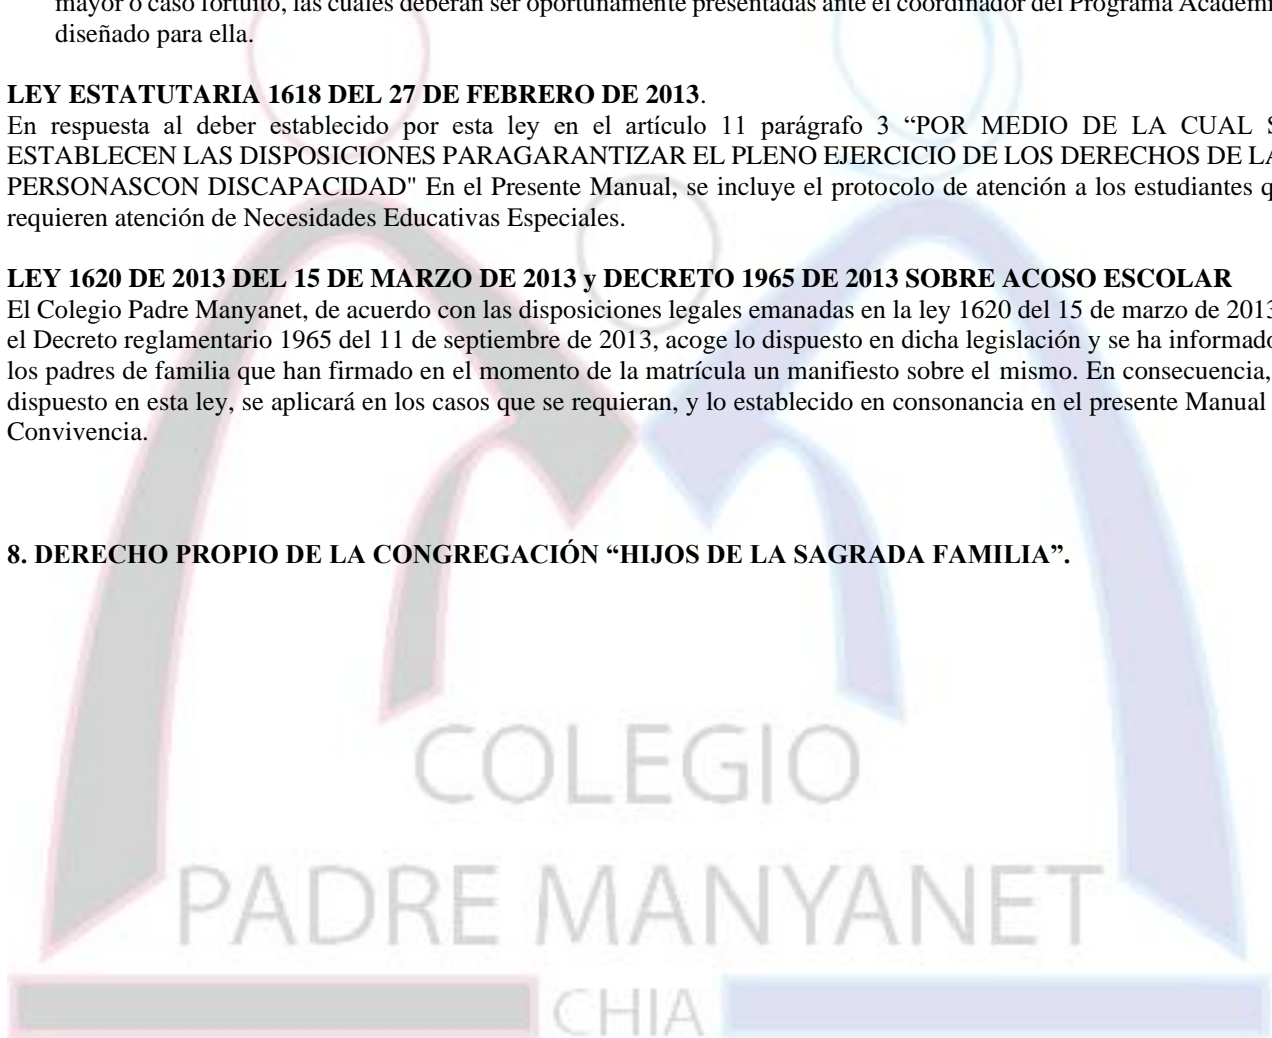 mayor o caso fortuito, las cuales deberán ser oportunamente presentadas ante el coordinador del Programa
diseñado para ella.
LEY ESTATUTARIA 1618 DEL 27 DE FEBRERO DE 2013.
En respuesta al deber establecido por esta ley en el artículo 11 parágrafo 3 “POR MEDIO DE LA CUAL
ESTABLECEN LAS DISPOSICIONES PARAGARANTIZAR EL PLENO EJERCICIO DE LOS DERECHOS DE
PERSONASCON DISCAPACIDAD" En el Presente Manual, se incluye el protocolo de atención a los estudiantes
requieren atención de Necesidades Educativas Especiales.
LEY 1620 DE 2013 DEL 15 DE MARZO DE 2013 y DECRETO 1965 DE 2013 SOBRE ACOSO ESCOLAR
El Colegio Padre Manyanet, de acuerdo con las disposiciones legales emanadas en la ley 1620 del 15 de marzo de 2013
el Decreto reglamentario 1965 del 11 de septiembre de 2013, acoge lo dispuesto en dicha legislación y se ha informado
los padres de familia que han firmado en el momento de la matrícula un manifiesto sobre el mismo. En consecuencia,
dispuesto en esta ley, se aplicará en los casos que se requieran, y lo establecido en consonancia en el presente Manual
Convivencia.
8. DERECHO PROPIO DE LA CONGREGACIÓN “HIJOS DE LA SAGRADA FAMILIA”.
COLEGIO
PADRE MANYANET
CHIA